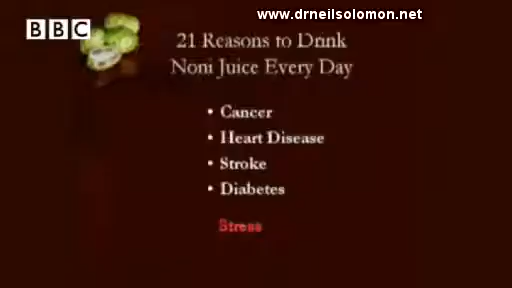 www.drneilsolomon.net
BBC
21 Reasons to Drink
Noni Juice Every Day
• Cancer
• Heart Disease
• Stroke
• Diabetes
Stress